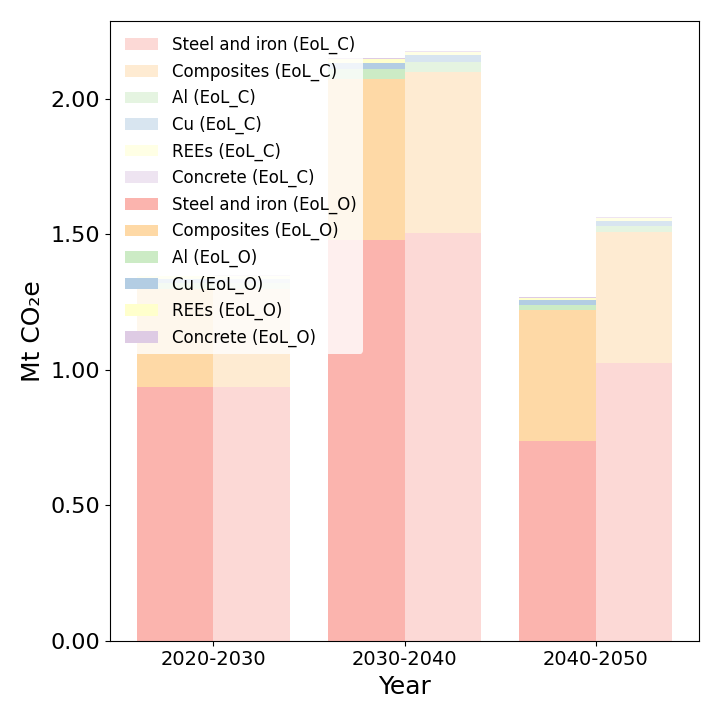 Steel and iron (EoL_C)
Composites (EoL_C)
Al (EoL_C)
Cu (EoL_C)
REEs (EoL_C)
Concrete (EoL_C)
Steel and iron (EoL_O)
Composites (EoL_O)
Al (EoL_O)
Cu (EoL_O)
REEs (EoL_O)
Concrete (EoL_O)
Mt CO₂e
2.00
1.50
1.00
0.50
0.00
2020-2030
2030-2040
2040-2050
Year